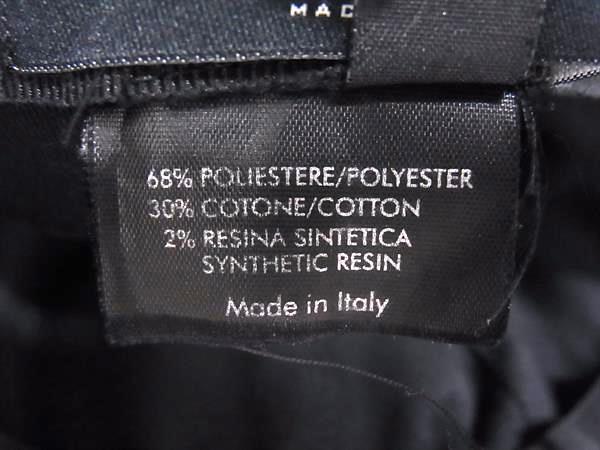 68% POLIESTERE/POLYESTER
30% COTONE/COTTON
2% RESINA SINTETICA
SYNTHETIC RESIN
Made in Italy